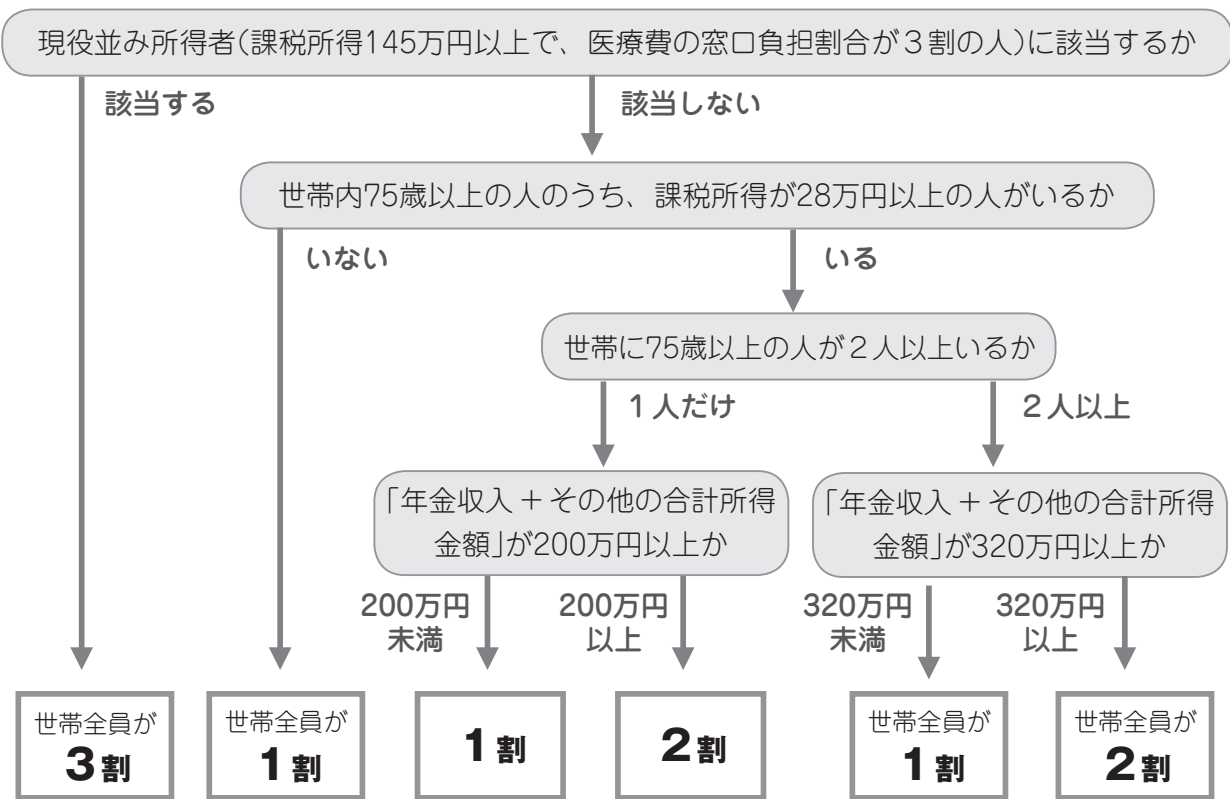 現役並み所得者(課税所得145万円以上で、医療費の窓口負担割合が３割の人)に該当するか
該当する
該当しない
世帯内75歳以上の人のうち、課税所得が28万円以上の人がいるか
いない
いる
世帯に75歳以上の人が２人以上いるか
１人だけ
２人以上
「年金収入 + その他の合計所得
金額」が200万円以上か
「年金収入 + その他の合計所得
金額」が320万円以上か
200万円
未満
200万円
以上
320万円
未満
320万円
以上
世帯全員が
3割
世帯全員が
1割
1割
2割
世帯全員が
1割
世帯全員が
2割